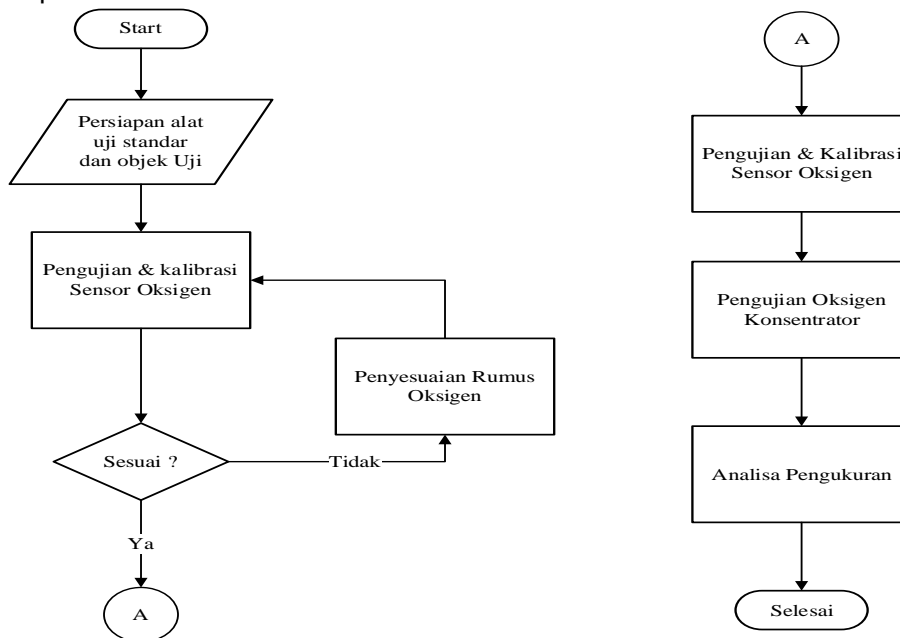 Start
Persiapan alat
uji standar
dan objek Uji
Pengujian & kalibrasi
Sensor Oksigen
Penyesuaian Rumus
Oksigen
Sesuai ?
Tidak
Ya
A
A
Pengujian & Kalibrasi
Sensor Oksigen
Pengujian Oksigen
Konsentrator
Analisa Pengukuran
Selesai